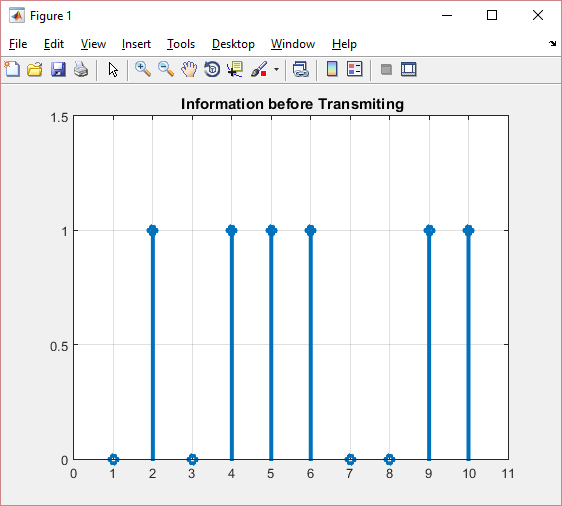 Figure 1
File Edit View Insert Tools Desktop Window Help
Information before Transmiting
1.5
1
0.5
0
0 1 2 3 4 5 6 7 8 9 10 11